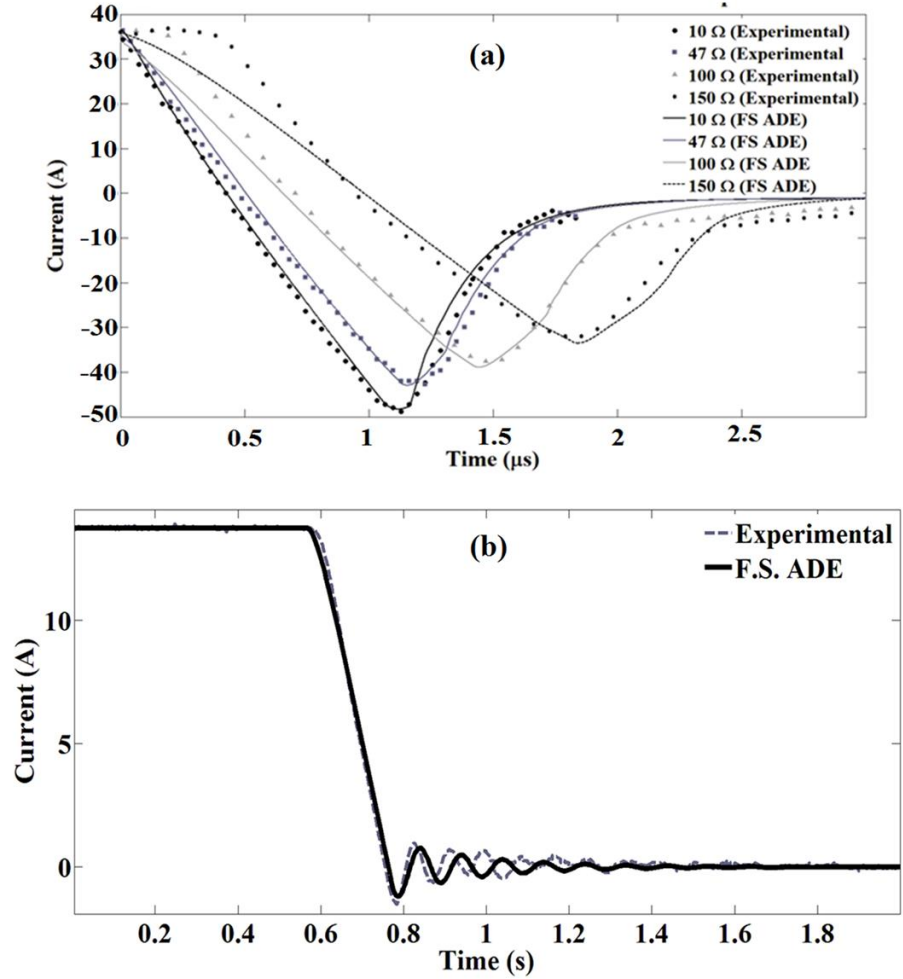 (a)
40
30
20
10
0
-10
-20
-30
-40
-50
Current (A)
10 Ω (Experimental)
47 Ω (Experimental
100 Ω (Experimental)
150 Ω (Experimental)
10 Ω (FS ADE)
47 Ω (FS ADE)
100 Ω (FS ADE
150 Ω (FS ADE)
0 0.5 1 1.5 2 2.5
Time (μs)
(b)
Experimental
F.S. ADE
10
5
0
Current (A)
0.2 0.4 0.6 0.8 1 1.2 1.4 1.6 1.8
Time (s)